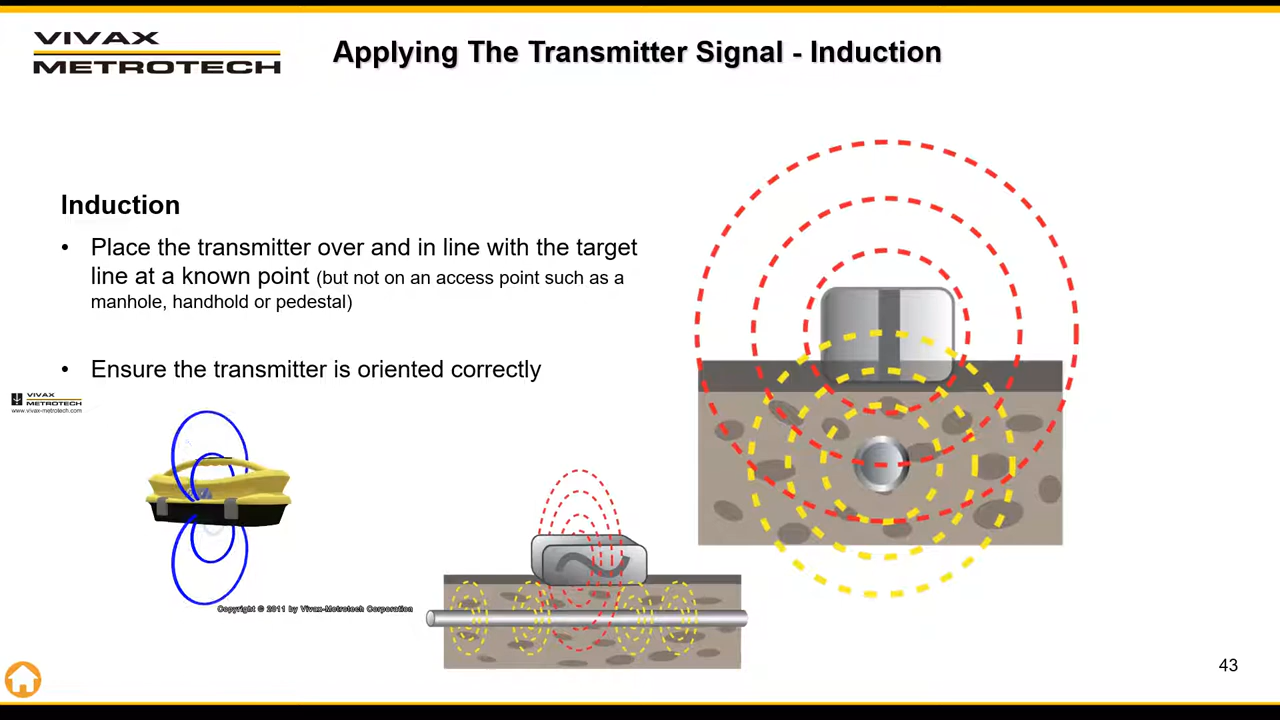 VIVAX
METROTECH
Applying The Transmitter Signal - Induction
Induction
• Place the transmitter over and in line with the target
line at a known point (but not on an access point such as a
manhole, handhold or pedestal)
• Ensure the transmitter is oriented correctly
VIVAX
METROTECH
www.vivax-metrotech.com
Copyright © 2011 by Vivax-Metrotech Corporation
43